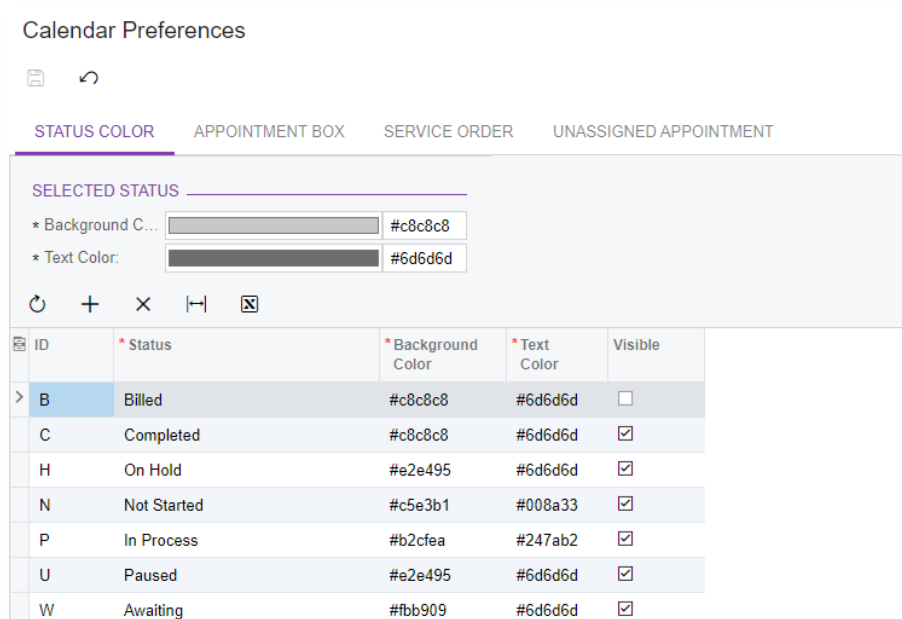 Calendar Preferences
STATUS COLOR APPOINTMENT BOX SERVICE ORDER UNASSIGNED APPOINTMENT
SELECTED STATUS
* Background C... #c8c8c8
* Text Color: #6d6d6d
ID * Status * Background Color * Text Color Visible
B Billed #c8c8c8 #6d6d6d
C Completed #c8c8c8 #6d6d6d
H On Hold #e2e495 #6d6d6d
N Not Started #c5e3b1 #008a33
P In Process #b2cfea #247ab2
U Paused #e2e495 #6d6d6d
W Awaiting #fbb909 #6d6d6d